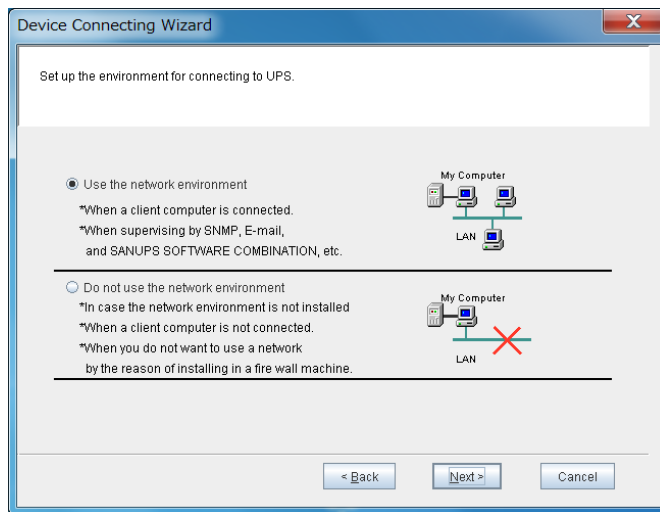 Device Connecting Wizard
X
Set up the environment for connecting to UPS.
Use the network environment
*When a client computer is connected.
*When supervising by SNMP, E-mail,
and SANUPS SOFTWARE COMBINATION, etc.
My Computer
LAN
Do not use the network environment
*In case the network environment is not installed
*When a client computer is not connected.
*When you do not want to use a network
by the reason of installing in a fire wall machine.
My Computer
LAN
< Back
Next >
Cancel